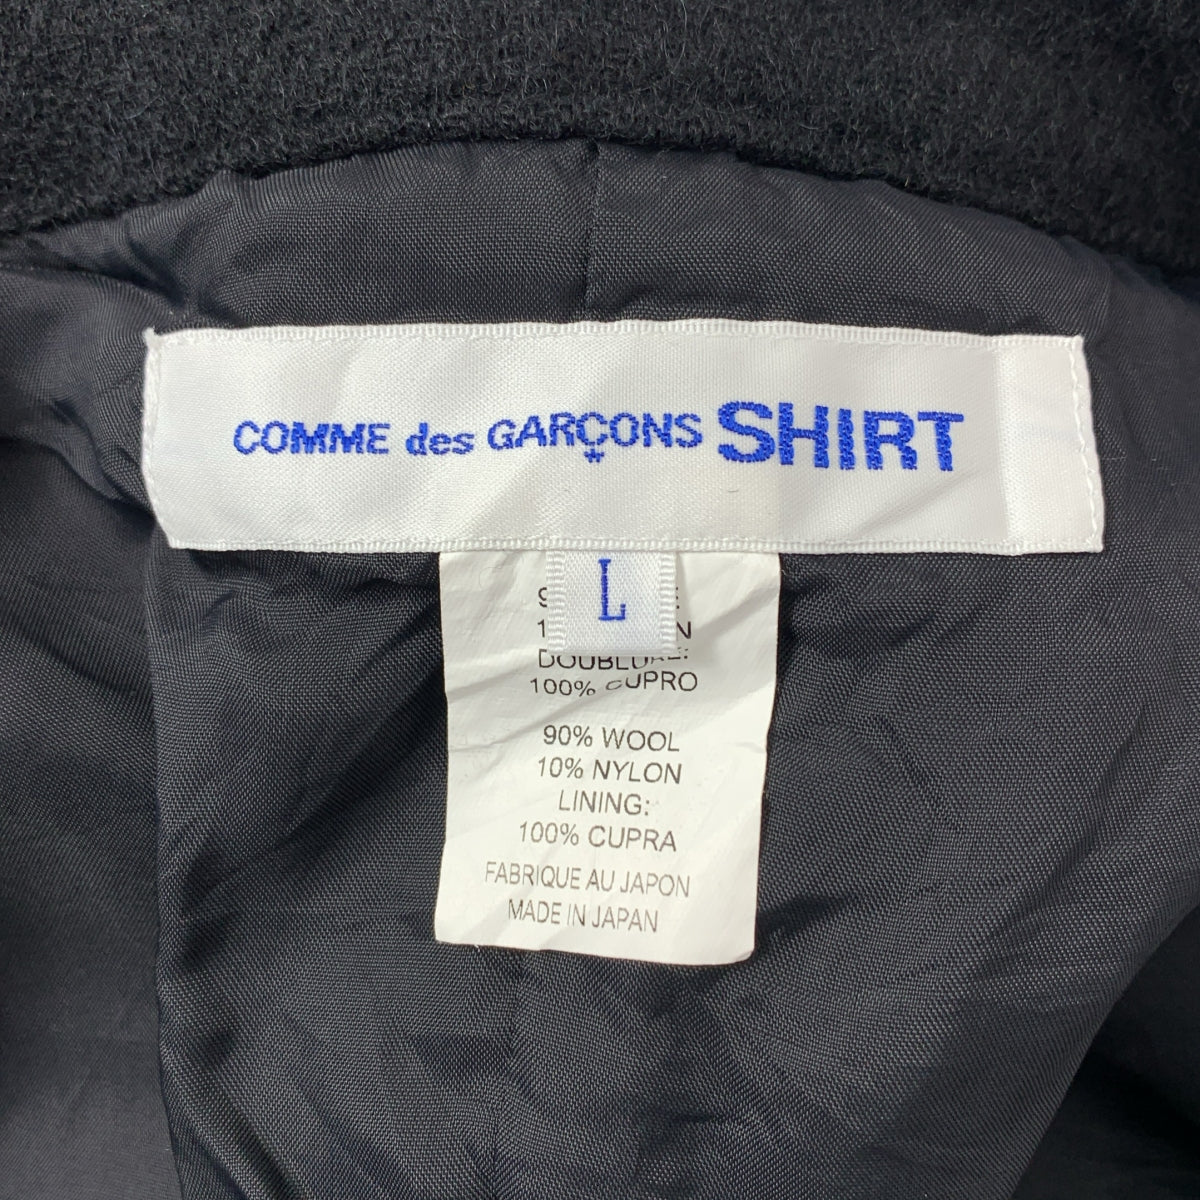 COMME des GARÇONS SHIRT
L
100% CUPRO
90% WOOL
10% NYLON
LINING:
100% CUPRA
FABRIQUE AU JAPON
MADE IN JAPAN